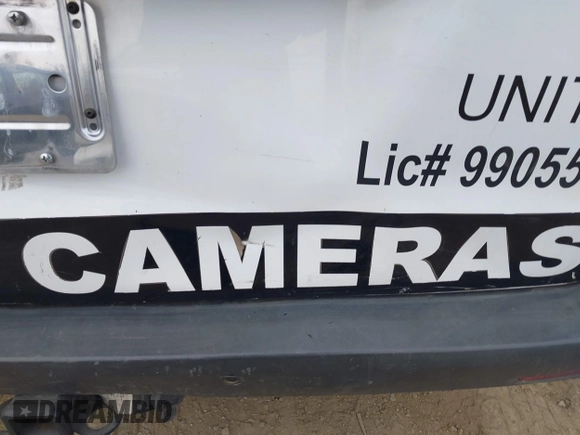 UNIT
Lic# 99055
CAMERAS
DREAMBID